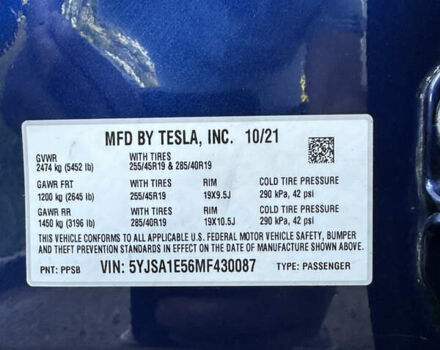 MFD BY TESLA, INC. 10/21
GVWR WITH TIRES
2474 kg (5452 lb) 255/45R19 & 285/40R19
GAWR FRT WITH TIRES RIM COLD TIRE PRESSURE
1200 kg (2645 lb) 255/45R19 19X9.5J 290 kPa, 42 psi
GAWR RR WITH TIRES RIM COLD TIRE PRESSURE
1450 kg (3196 lb) 285/40R19 19X10.5J 290 kPa, 42 psi
THIS VEHICLE CONFORMS TO ALL APPLICABLE U.S. FEDERAL MOTOR VEHICLE SAFETY, BUMPER
AND THEFT PREVENTION STANDARDS IN EFFECT ON THE DATE OF MANUFACTURE SHOWN ABOVE.
PNT: PPSB VIN: 5YJSA1E56MF430087 TYPE: PASSENGER